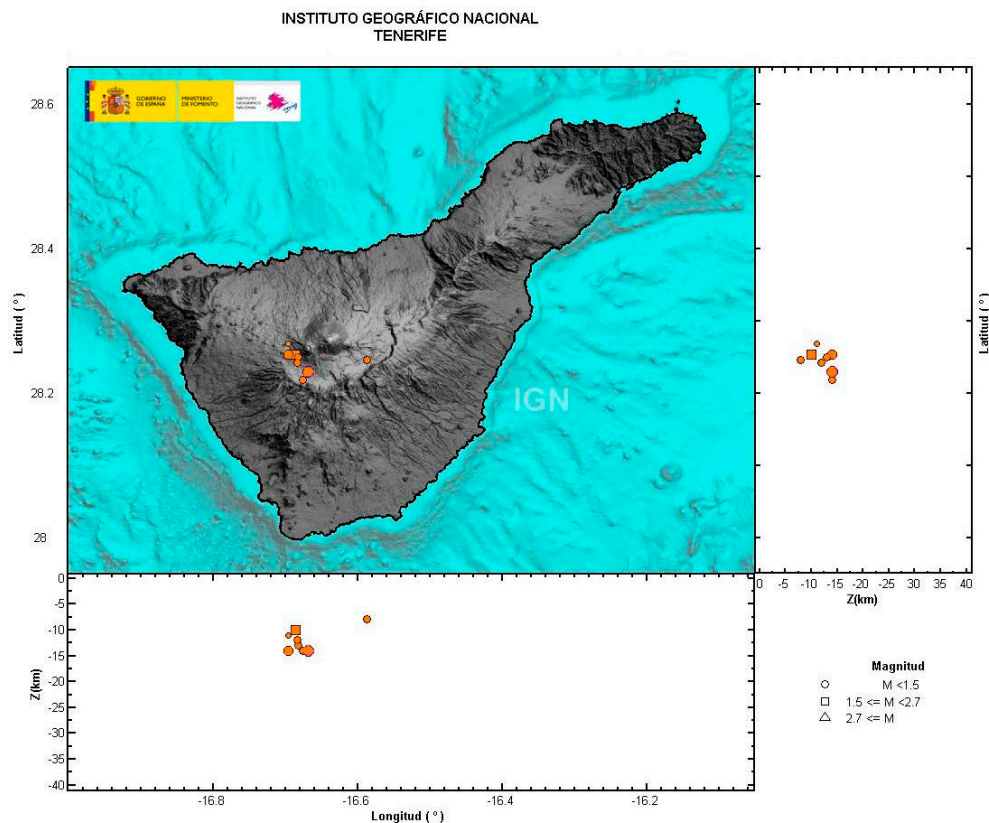 INSTITUTO GEOGRÁFICO NACIONAL
TENERIFE
GOBIERNO
DE ESPAÑA
MINISTERIO
DE FOMENTO
INSTITUTO
GEOGRÁFICO
NACIONAL
28.6
28.4
28.2
28
Latitud ( ° )
IGN
Latitud ( ° )
0 -5 -10 -15 -20 -25 -30 -35 -40 41
Z(km)
0
-5
-10
-15
-20
-25
-30
-35
-40
-41
Z(km)
-16.8 -16.6 -16.4 -16.2
Longitud ( ° )
Magnitud
M <1.5
1.5 <= M <2.7
2.7 <= M